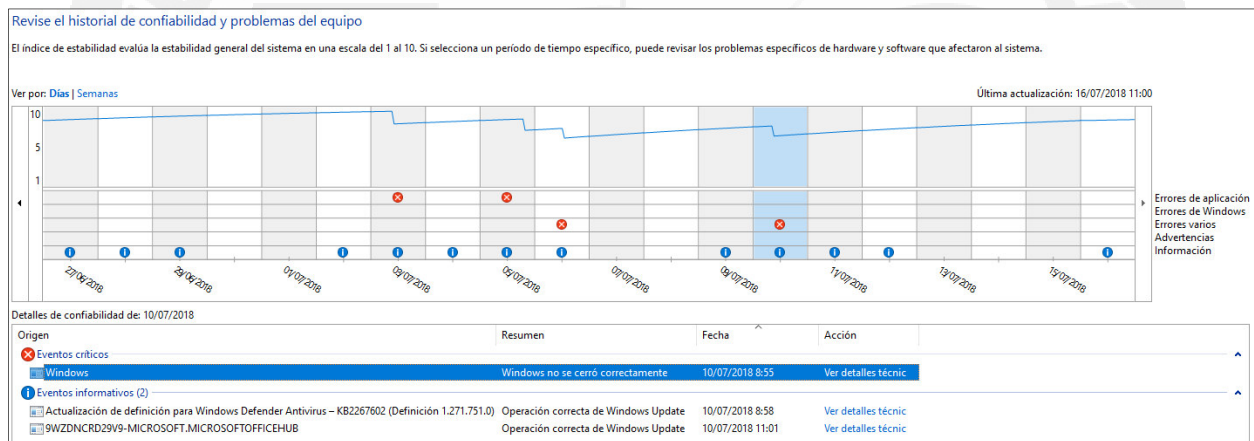 Revise el historial de confiabilidad y problemas del equipo
El índice de estabilidad evalúa la estabilidad general del sistema en una escala del 1 al 10. Si selecciona un período de tiempo específico, puede revisar los problemas específicos de hardware y software que afectaron al sistema.
Ver por: Días | Semanas
Última actualización: 16/07/2018 11:00
10
5
1
Errores de aplicación
Errores de Windows
Errores varios
Advertencias
Información
27/06/2018 29/06/2018 01/07/2018 03/07/2018 05/07/2018 07/07/2018 09/07/2018 11/07/2018 13/07/2018 15/07/2018
Detalles de confiabilidad de: 10/07/2018
Origen Resumen Fecha Acción
Eventos críticos
Windows Windows no se cerró correctamente 10/07/2018 8:55 Ver detalles técnic
Eventos informativos (2)
Actualización de definición para Windows Defender Antivirus – KB2267602 (Definición 1.271.751.0) Operación correcta de Windows Update 10/07/2018 8:58 Ver detalles técnic
9WZDNCRD29V9-MICROSOFT.MICROSOFTOFFICEHUB Operación correcta de Windows Update 10/07/2018 11:01 Ver detalles técnic